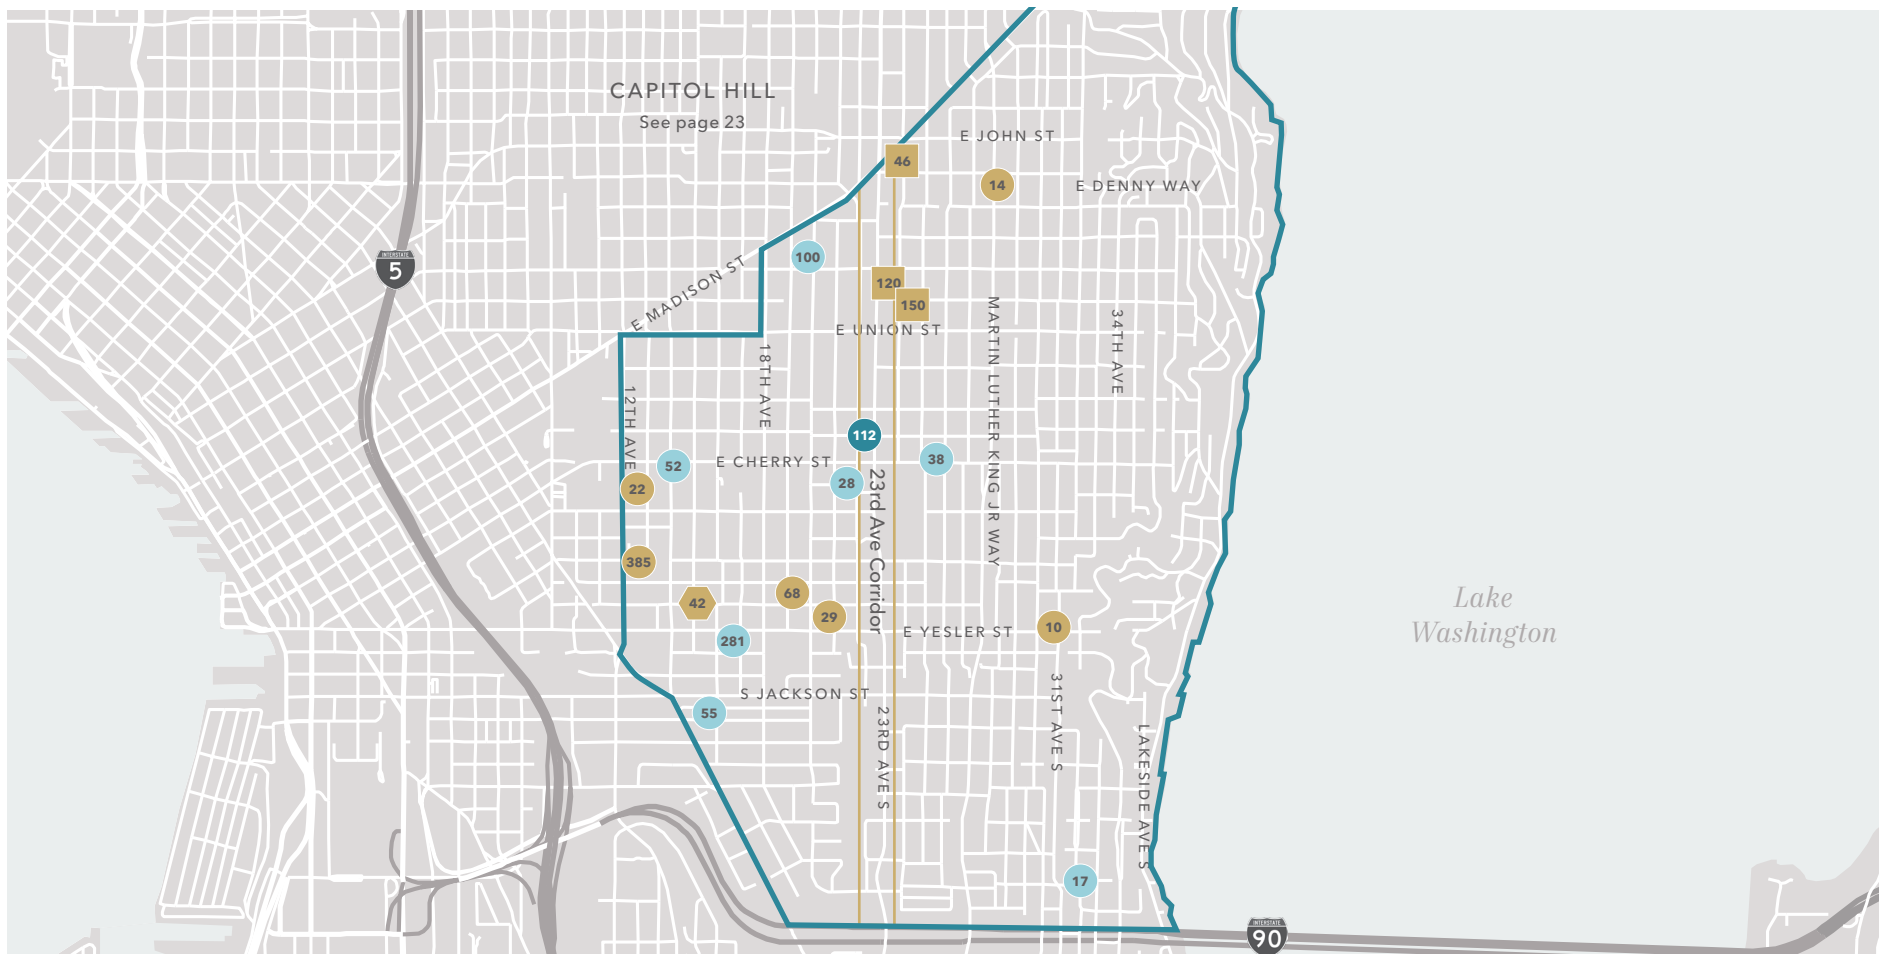 CAPITOL HILL
See page 23
E JOHN ST
46
14
E DENNY WAY
100
INTERSTATE
5
E MADISON ST
120
150
E UNION ST
MARTIN LUTHER KING JR WAY
34TH AVE
18TH AVE
12TH AVE
112
E CHERRY ST
38
52
28
22
23rd Ave Corridor
385
68
42
29
10
E YESLER ST
281
Lake
Washington
S JACKSON ST
55
31ST AVE S
23RD AVE S
LAKESIDE AVE S
17
INTERSTATE
90